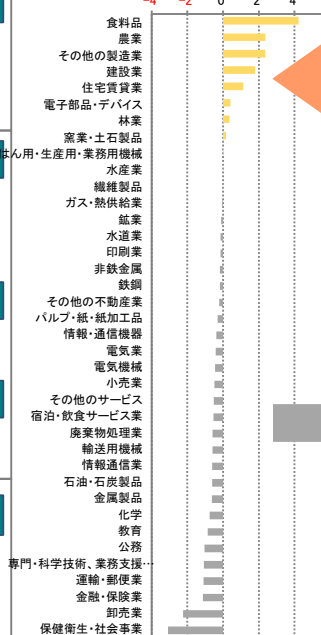 -4 -2 0 2 4
食料品
農業
その他の製造業
建設業
住宅賃貸業
電子部品・デバイス
林業
窯業・土石製品
はん用・生産用・業務用機械
水産業
繊維製品
ガス・熱供給業
鉱業
水道業
印刷業
非鉄金属
鉄鋼
その他の不動産業
パルプ・紙・紙加工品
情報・通信機器
電気業
電気機械
小売業
その他のサービス
宿泊・飲食サービス業
廃棄物処理業
輸送用機械
情報通信業
石油・石炭製品
金属製品
化学
教育
公務
専門・科学技術、業務支援…
運輸・郵便業
金融・保険業
卸売業
保健衛生・社会事業